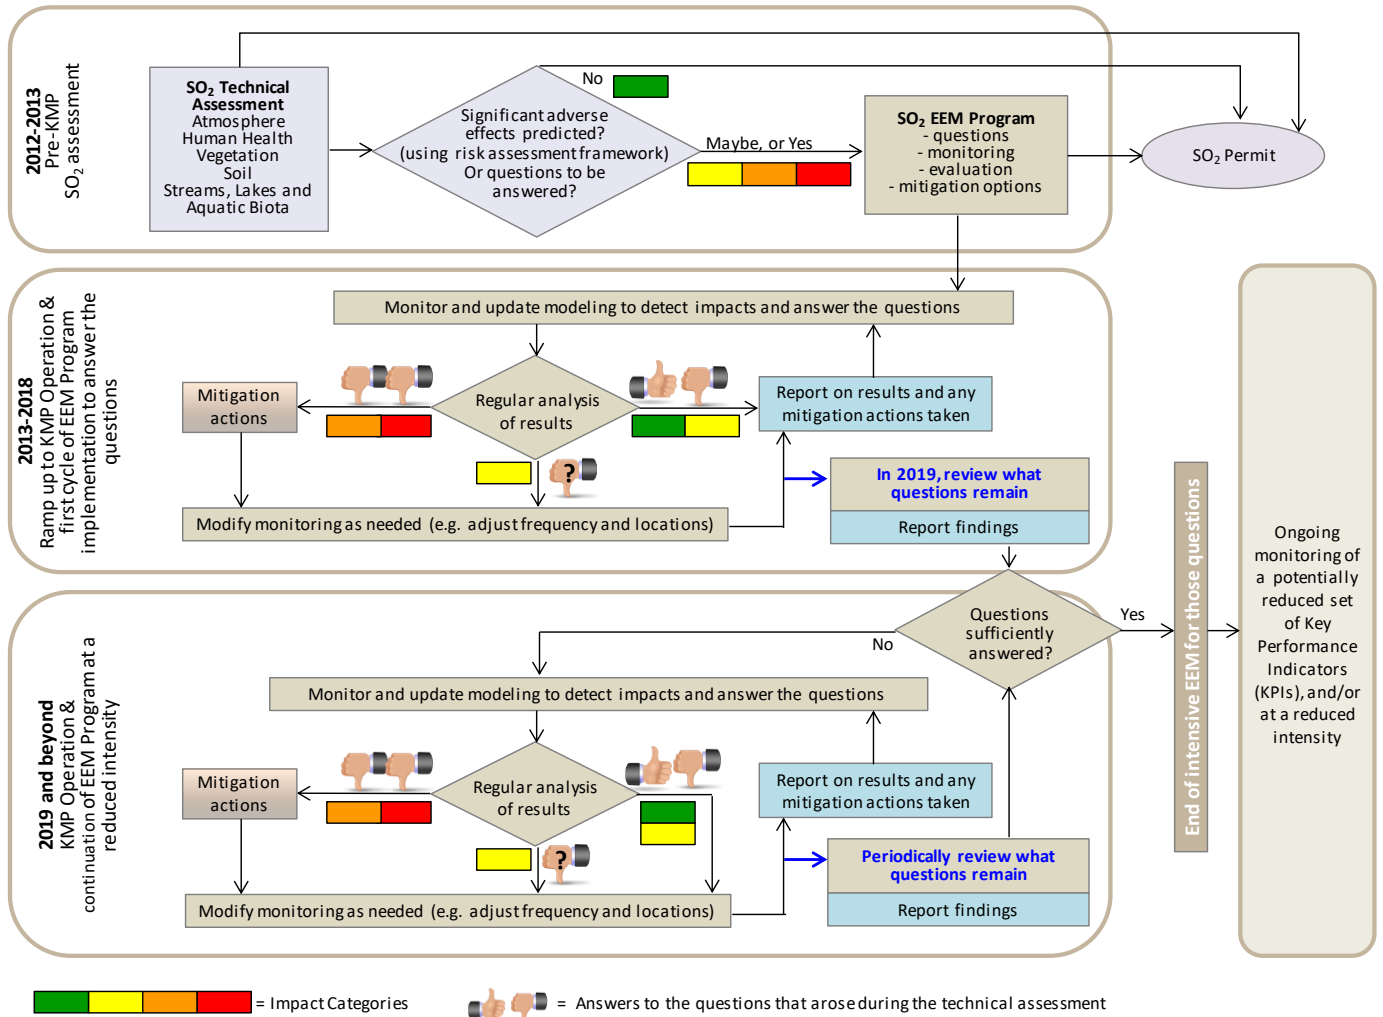 2012-2013
Pre-KMP
SO2 assessment
SO2 Technical
Assessment
Atmosphere
Human Health
Vegetation
Soil
Streams, Lakes and
Aquatic Biota
Significant adverse
effects predicted?
(using risk assessment framework)
Or questions to be
answered?
No
Maybe, or Yes
SO2 EEM Program
- questions
- monitoring
- evaluation
- mitigation options
SO2 Permit
2013-2018
Ramp up to KMP Operation &
first cycle of EEM Program
implementation to answer the
questions
Monitor and update modeling to detect impacts and answer the questions
Mitigation
actions
Regular analysis
of results
Report on results and any
mitigation actions taken
?
Modify monitoring as needed (e.g. adjust frequency and locations)
In 2019, review what
questions remain
Report findings
2019 and beyond
KMP Operation &
continuation of EEM Program at a
reduced intensity
Questions
sufficiently
answered?
No
Yes
Monitor and update modeling to detect impacts and answer the questions
Mitigation
actions
Regular analysis
of results
Report on results and any
mitigation actions taken
?
Modify monitoring as needed (e.g. adjust frequency and locations)
Periodically review what
questions remain
Report findings
End of intensive EEM for those questions
Ongoing
monitoring of
a potentially
reduced set
of Key
Performance
Indicators
(KPIs), and/or
at a reduced
intensity
= Impact Categories
= Answers to the questions that arose during the technical assessment